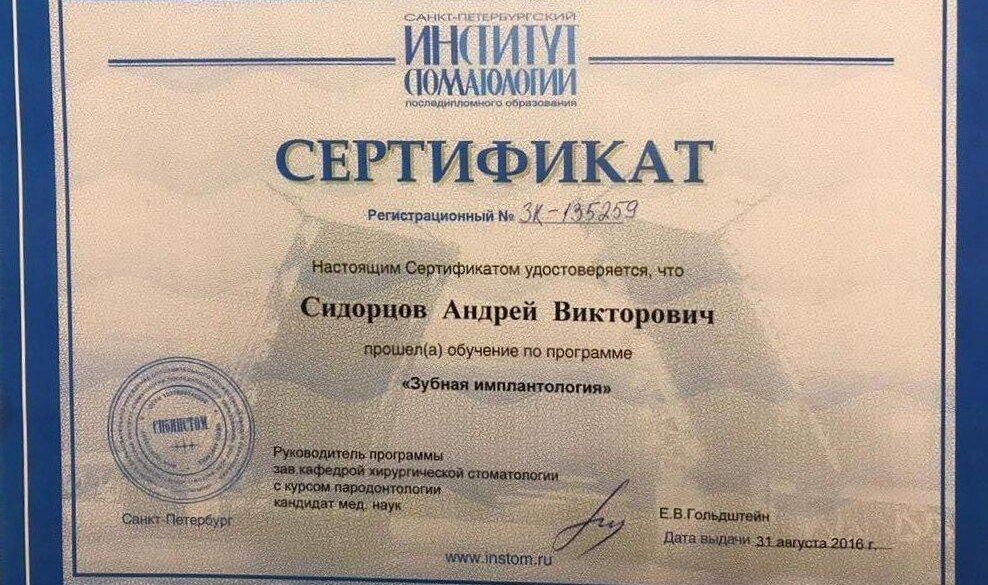 САНКТ-ПЕТЕРБУРГСКИЙ
ИНСТИТУТ
СТОМАТОЛОГИИ
последипломного образования
СЕРТИФИКАТ
Регистрационный № ЗК-135259
Настоящим Сертификатом удостоверяется, что
Сидорцов Андрей Викторович
прошел(а) обучение по программе
«Зубная имплантология»
СПБИНСТОМ
Санкт-Петербург
Руководитель программы
зав.кафедрой хирургической стоматологии
с курсом пародонтологии
кандидат мед. наук
Е.В.Гольдштейн
Дата выдачи 31 августа 2016 г.
www.instom.ru